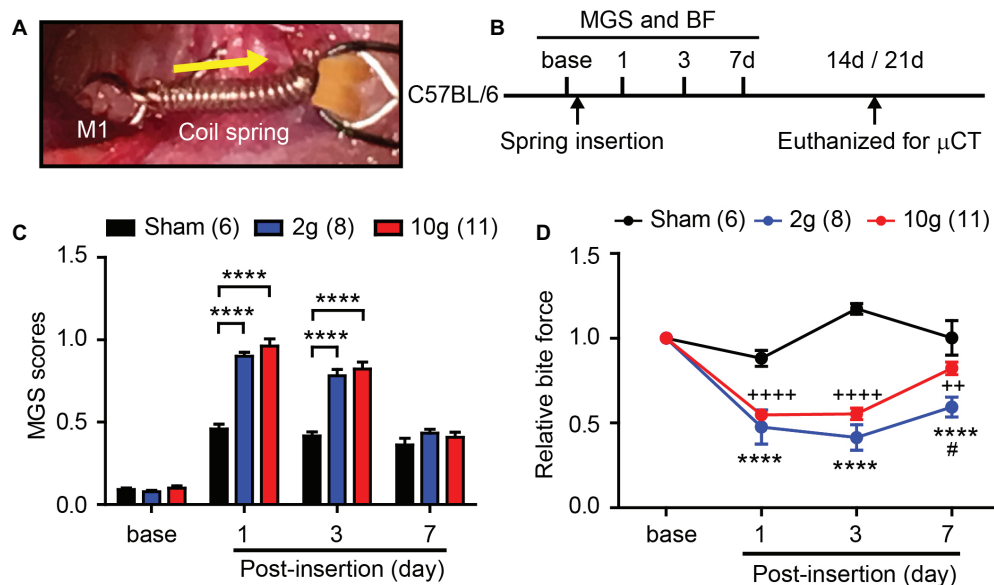 A
M1
Coil spring
B
MGS and BF
base 1 3 7d 14d / 21d
C57BL/6
Spring insertion Euthanized for μCT
C
Sham (6) 2g (8) 10g (11)
MGS scores
1.5
1.0
0.5
0.0
****
****
****
****
base 1 3 7
Post-insertion (day)
D
Sham (6) 2g (8) 10g (11)
Relative bite force
1.5
1.0
0.5
0.0
++++ ++++ ++
**** **** ****
#
base 1 3 7
Post-insertion (day)